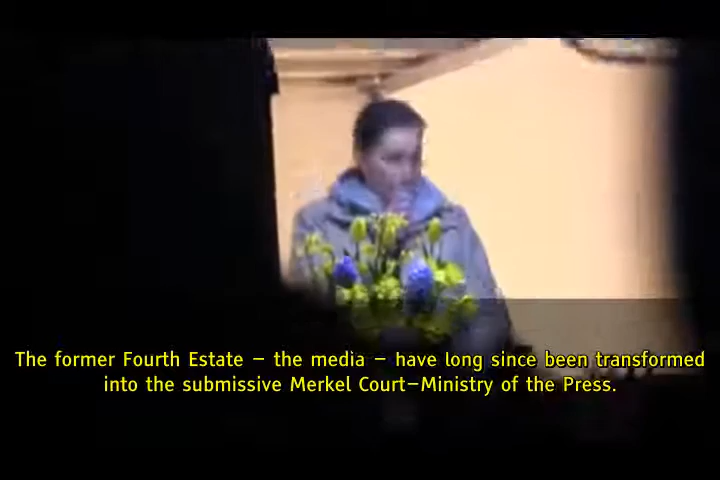 The former Fourth Estate – the media – have long since been transformed
into the submissive Merkel Court-Ministry of the Press.